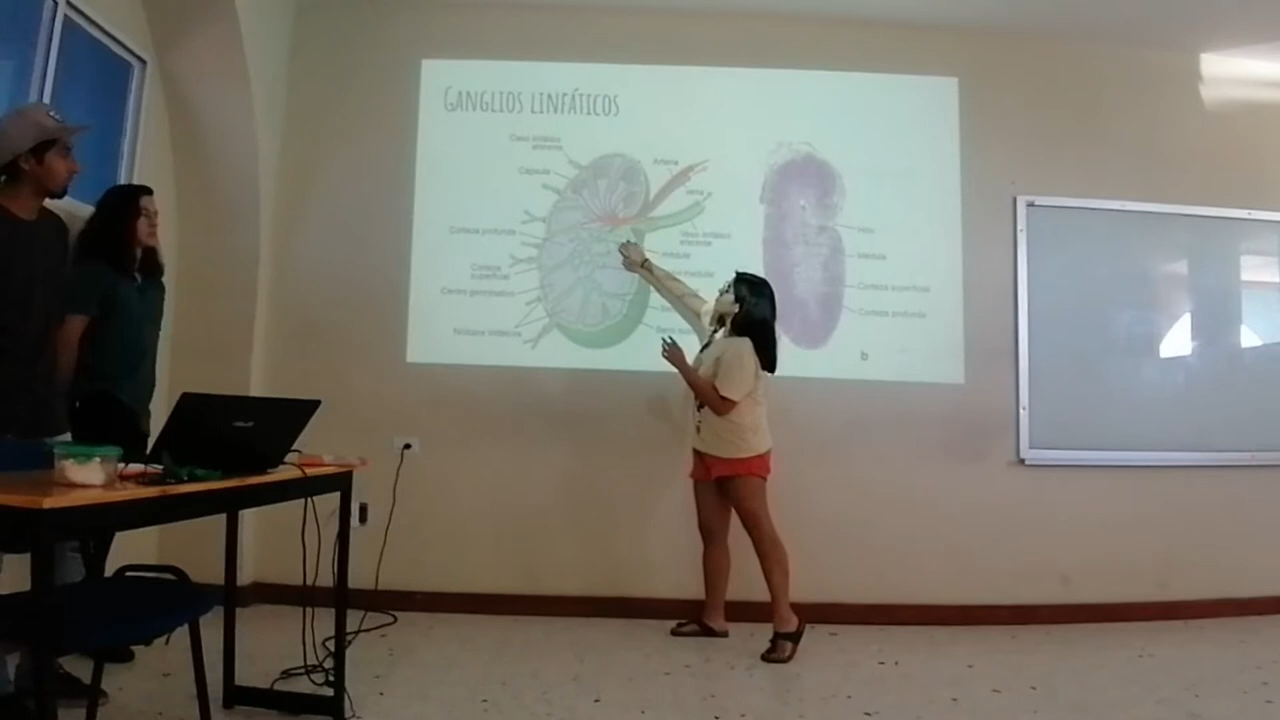 GANGLIOS LINFÁTICOS
Vaso linfático
aferente
Cápsula
Arteria
vena
Corteza profunda
Vaso linfático
eferente
médula
Corteza
superficial
Centro germinativo
Nódulos linfáticos
Hilio
Médula
Corteza superficial
Corteza profunda
b